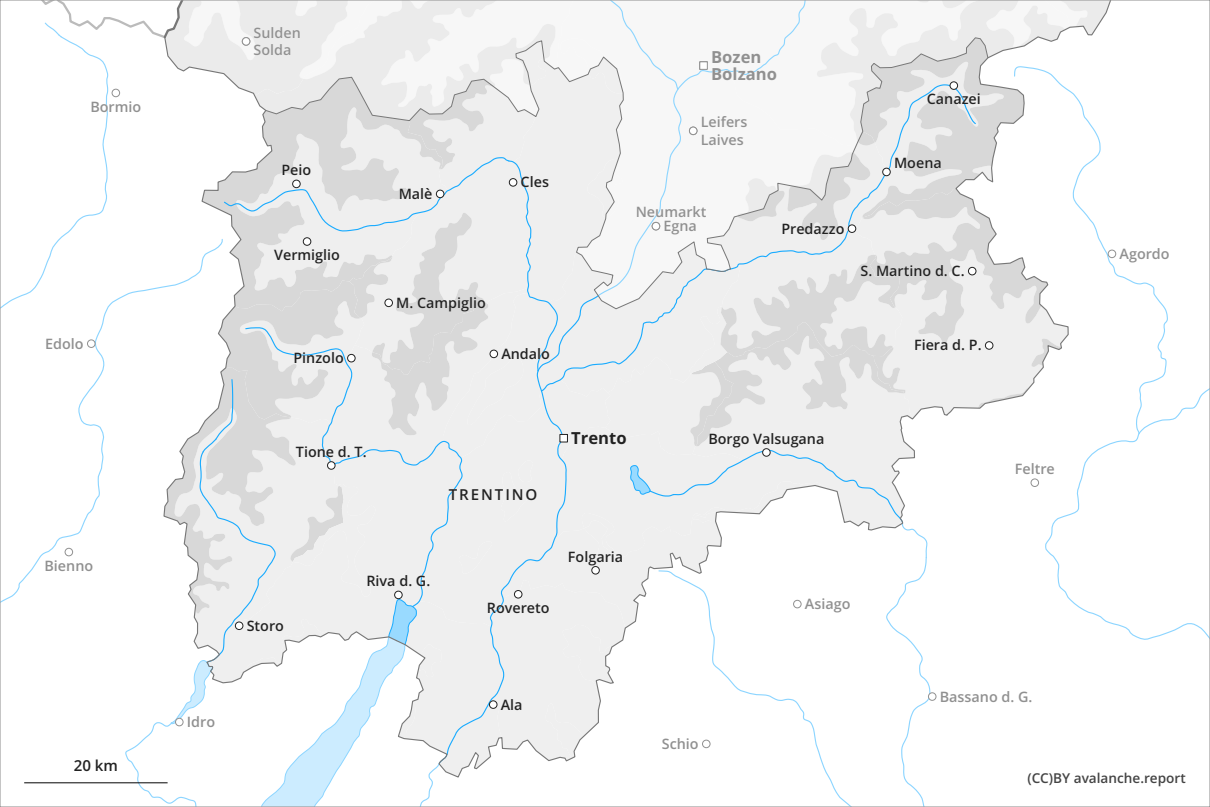 Sulden
Solda
Bozen
Bolzano
Bormio
Canazei
Leifers
Laives
Moena
Peio
Malè
Cles
Neumarkt
Egna
Predazzo
Vermiglio
Agordo
S. Martino d. C.
M. Campiglio
Edolo
Pinzolo
Andalo
Fiera d. P.
Trento
Borgo Valsugana
Tione d. T.
Feltre
TRENTINO
Bienno
Folgaria
Riva d. G.
Rovereto
Asiago
Storo
Bassano d. G.
Ala
Idro
Schio
20 km
(CC)BY avalanche.report